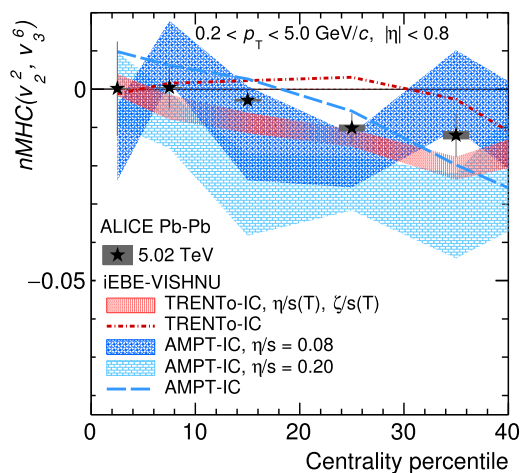 0.2 < p_T < 5.0 GeV/c, |η| < 0.8
nMHC(v_2^2, v_3^6)
0
−0.05
ALICE Pb-Pb
5.02 TeV
iEBE-VISHNU
TRENTo-IC, η/s(T), ζ/s(T)
TRENTo-IC
AMPT-IC, η/s = 0.08
AMPT-IC, η/s = 0.20
AMPT-IC
0 10 20 30 40
Centrality percentile